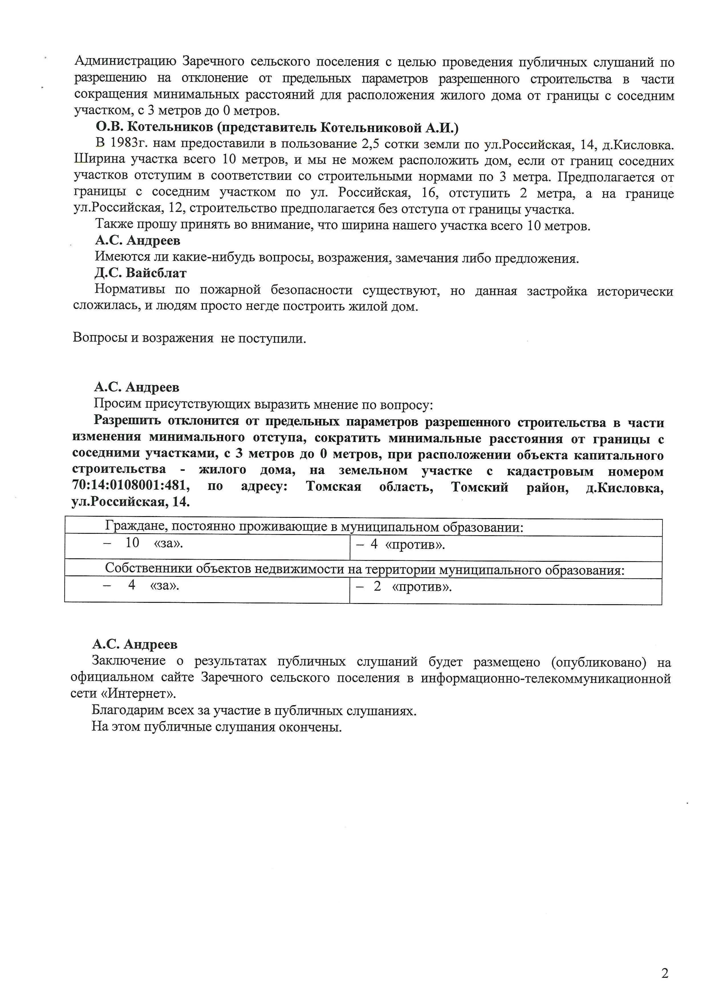 Администрацию Заречного сельского поселения с целью проведения публичных слушаний по
разрешению на отклонение от предельных параметров разрешенного строительства в части
сокращения минимальных расстояний для расположения жилого дома от границы с соседним
участком, с 3 метров до 0 метров.
О.В. Котельников (представитель Котельниковой А.И.)
В 1983г. нам предоставили в пользование 2,5 сотки земли по ул.Российская, 14, д.Кисловка.
Ширина участка всего 10 метров, и мы не можем расположить дом, если от границ соседних
участков отступим в соответствии со строительными нормами по 3 метра. Предполагается от
границы с соседним участком по ул. Российская, 16, отступить 2 метра, а на границе
ул.Российская, 12, строительство предполагается без отступа от границы участка.
Также прошу принять во внимание, что ширина нашего участка всего 10 метров.
А.С. Андреев
Имеются ли какие-нибудь вопросы, возражения, замечания либо предложения.
Д.С. Вайсблат
Нормативы по пожарной безопасности существуют, но данная застройка исторически
сложилась, и людям просто негде построить жилой дом.
Вопросы и возражения не поступили.
А.С. Андреев
Просим присутствующих выразить мнение по вопросу:
Разрешить отклонится от предельных параметров разрешенного строительства в части
изменения минимального отступа, сократить минимальные расстояния от границы с
соседними участками, с 3 метров до 0 метров, при расположении объекта капитального
строительства - жилого дома, на земельном участке с кадастровым номером
70:14:0108001:481, по адресу: Томская область, Томский район, д.Кисловка,
ул.Российская, 14.
Граждане, постоянно проживающие в муниципальном образовании:
– 10 «за». – 4 «против».
Собственники объектов недвижимости на территории муниципального образования:
– 4 «за». – 2 «против».
А.С. Андреев
Заключение о результатах публичных слушаний будет размещено (опубликовано) на
официальном сайте Заречного сельского поселения в информационно-телекоммуникационной
сети «Интернет».
Благодарим всех за участие в публичных слушаниях.
На этом публичные слушания окончены.
2